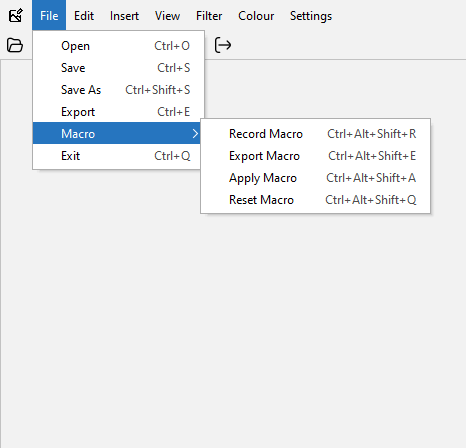 File Edit Insert View Filter Colour Settings
Open Ctrl+O
Save Ctrl+S
Save As Ctrl+Shift+S
Export Ctrl+E
Macro
Exit Ctrl+Q
Record Macro Ctrl+Alt+Shift+R
Export Macro Ctrl+Alt+Shift+E
Apply Macro Ctrl+Alt+Shift+A
Reset Macro Ctrl+Alt+Shift+Q